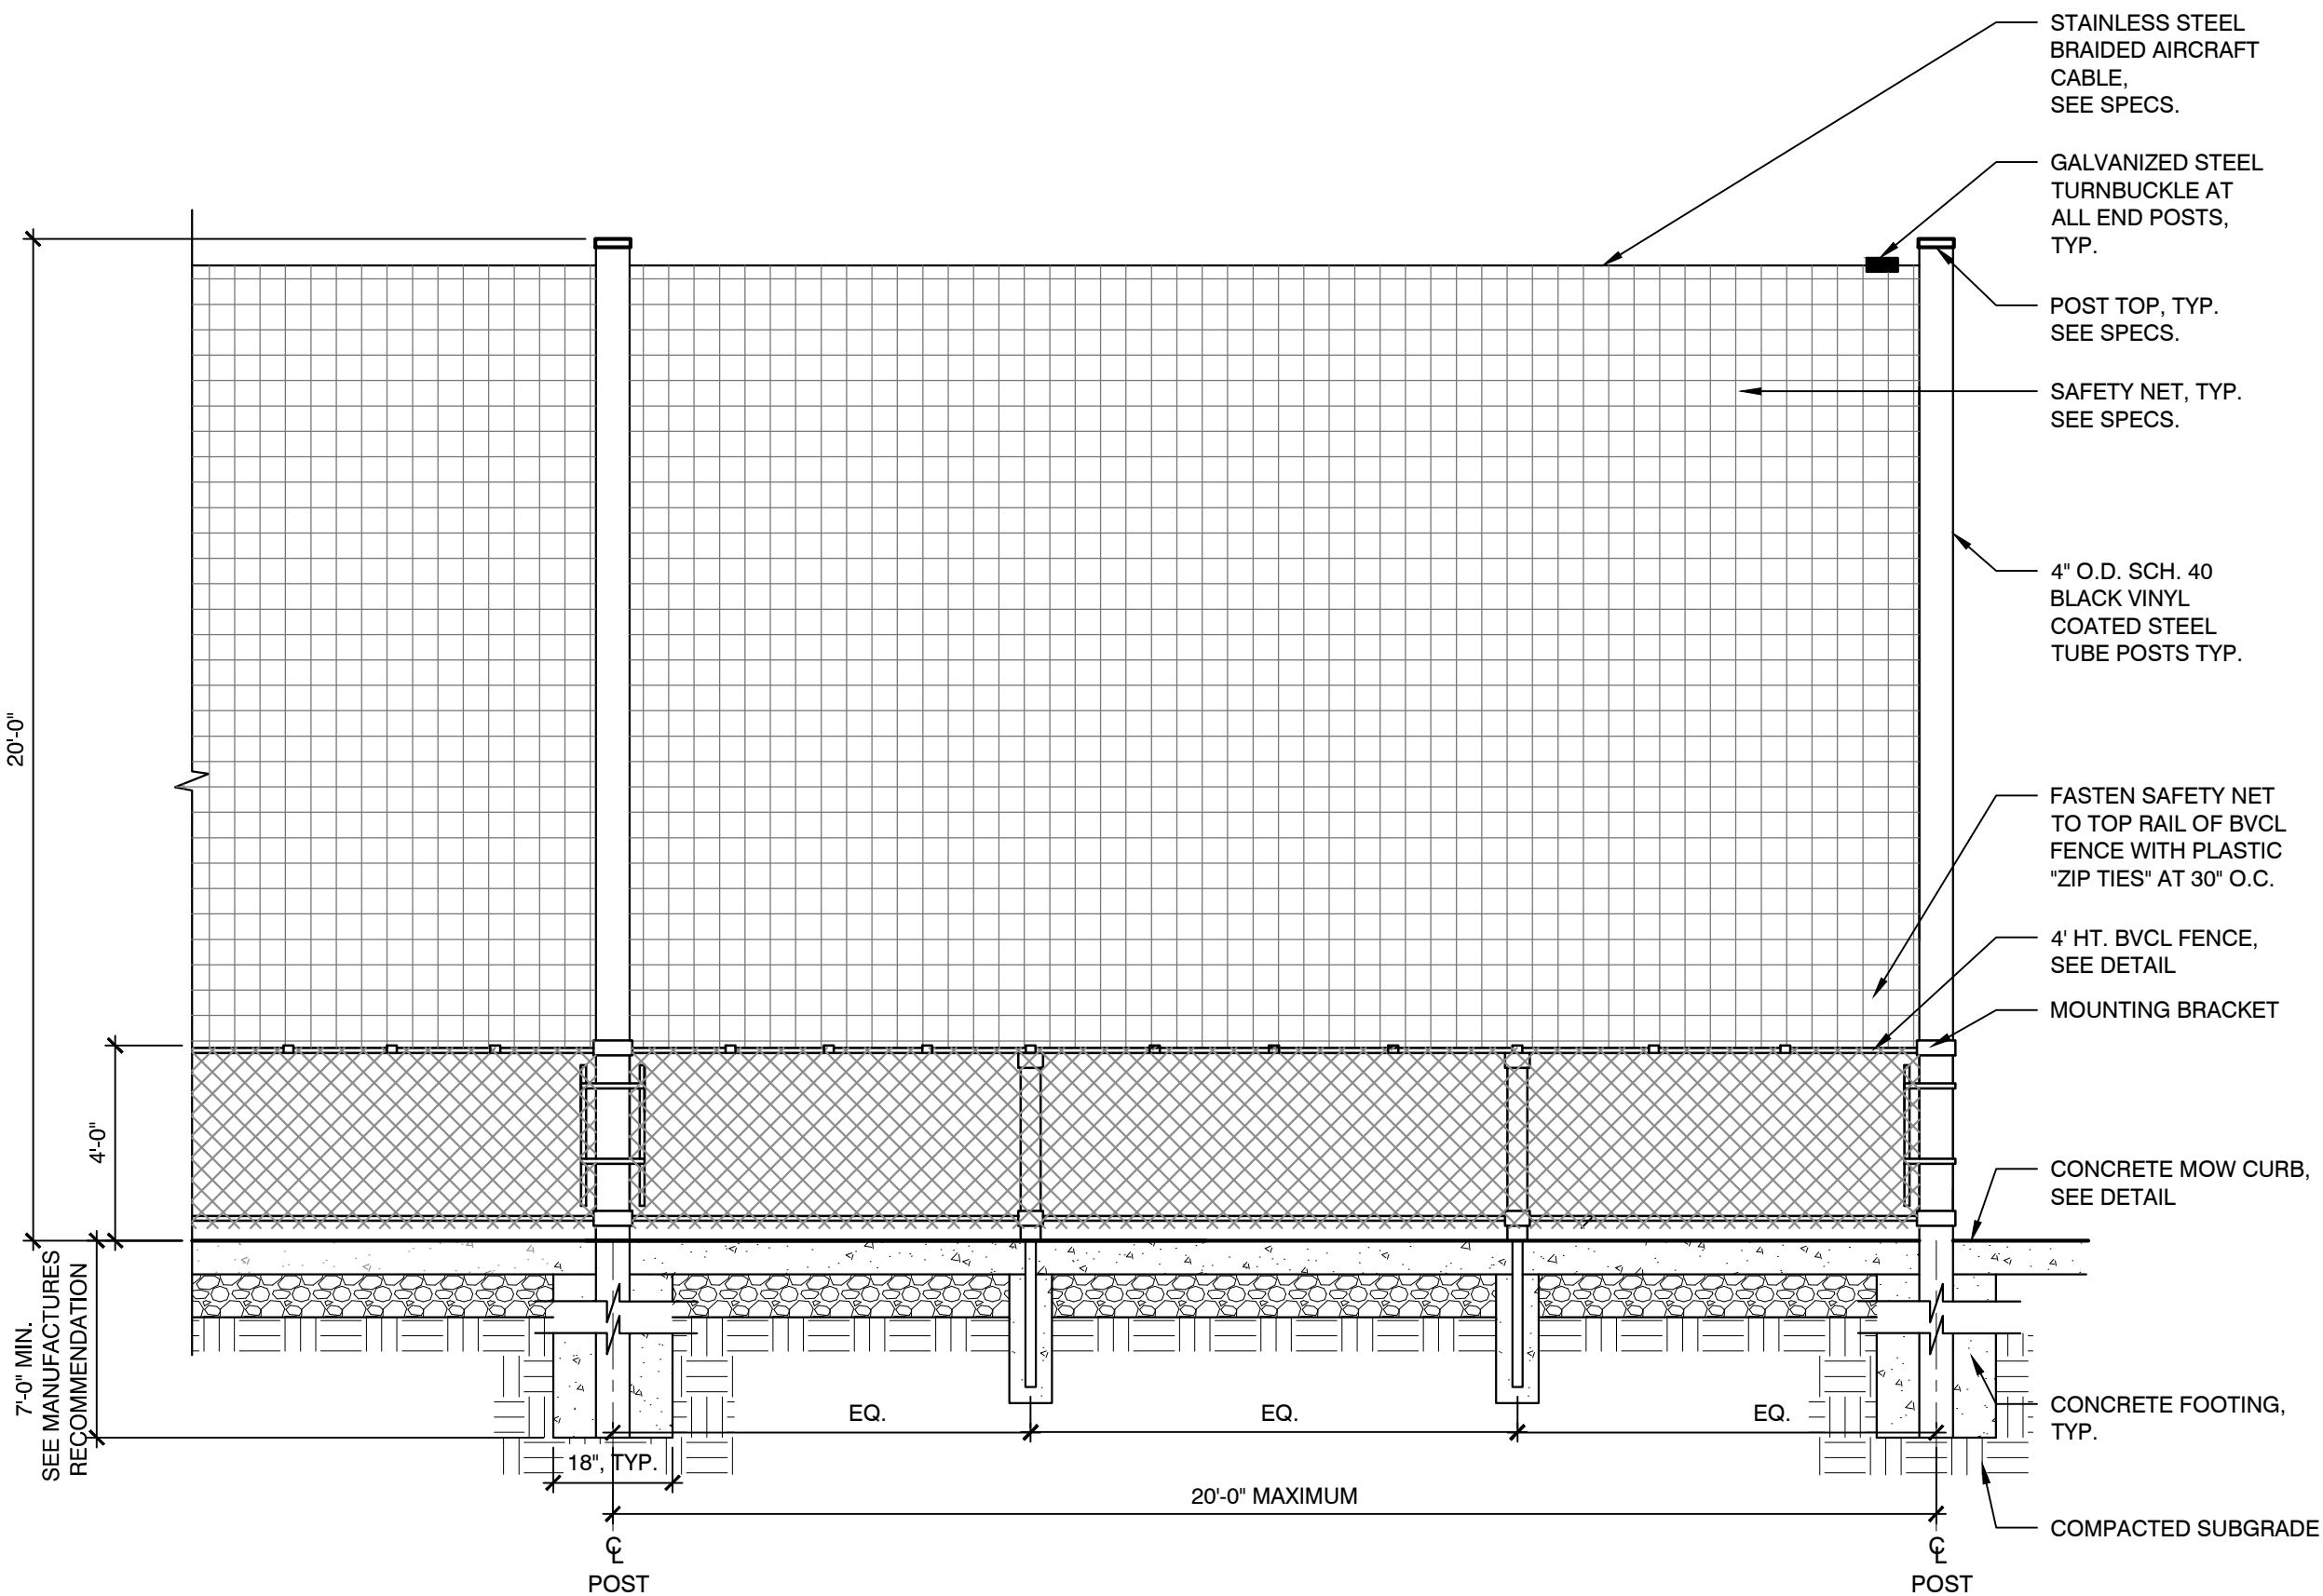 STAINLESS STEEL
BRAIDED AIRCRAFT
CABLE,
SEE SPECS.
GALVANIZED STEEL
TURNBUCKLE AT
ALL END POSTS,
TYP.
POST TOP, TYP.
SEE SPECS.
SAFETY NET, TYP.
SEE SPECS.
4" O.D. SCH. 40
BLACK VINYL
COATED STEEL
TUBE POSTS TYP.
FASTEN SAFETY NET
TO TOP RAIL OF BVCL
FENCE WITH PLASTIC
"ZIP TIES" AT 30" O.C.
4' HT. BVCL FENCE,
SEE DETAIL
MOUNTING BRACKET
CONCRETE MOW CURB,
SEE DETAIL
CONCRETE FOOTING,
TYP.
COMPACTED SUBGRADE
20'-0"
4'-0"
7'-0" MIN.
SEE MANUFACTURES
RECOMMENDATION
EQ.
EQ.
EQ.
18", TYP.
20'-0" MAXIMUM
℄
POST
℄
POST